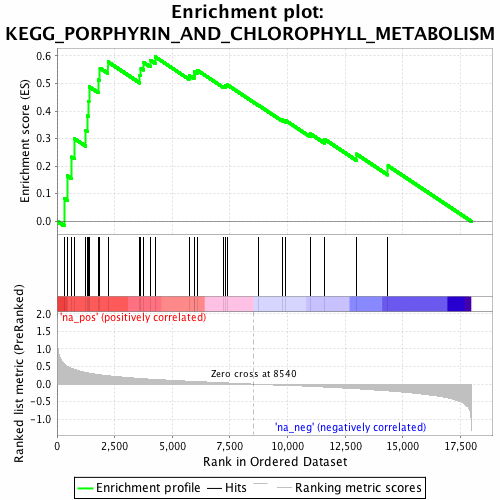 Enrichment plot:
KEGG_PORPHYRIN_AND_CHLOROPHYLL_METABOLISM
Enrichment score (ES)
0.6
0.5
0.4
0.3
0.2
0.1
0.0
'na_pos' (positively correlated)
Ranked list metric (PreRanked)
2.0
1.5
1.0
0.5
0.0
-0.5
-1.0
Zero cross at 8540
'na_neg' (negatively correlated)
0 2,500 5,000 7,500 10,000 12,500 15,000 17,500
Rank in Ordered Dataset
Enrichment profile Hits Ranking metric scores